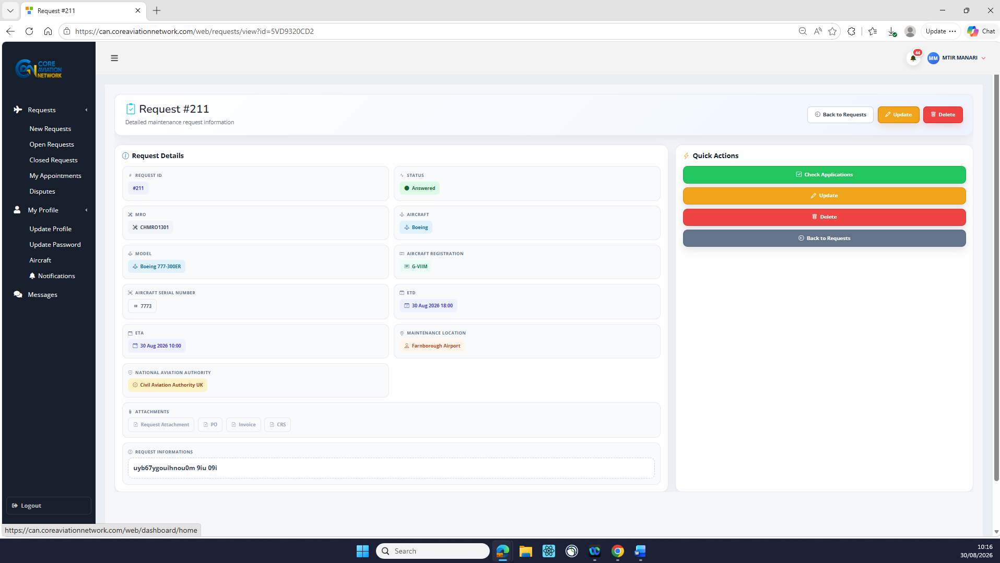 Request #211
https://can.coreaviationnetwork.com/web/requests/view?id=5VD9320CD2
Update
Chat
CORE
AVIATION
NETWORK
44
MM
MTIR MANARI
Requests
New Requests
Open Requests
Closed Requests
My Appointments
Disputes
My Profile
Update Profile
Update Password
Aircraft
Notifications
Messages
Logout
Request #211
Detailed maintenance request information
Back to Requests
Update
Delete
Request Details
# REQUEST ID
#211
STATUS
Answered
MRO
CHMRO1301
AIRCRAFT
Boeing
MODEL
Boeing 777-300ER
AIRCRAFT REGISTRATION
G-VIIM
AIRCRAFT SERIAL NUMBER
7773
ETD
30 Aug 2026 18:00
ETA
30 Aug 2026 10:00
MAINTENANCE LOCATION
Farnborough Airport
NATIONAL AVIATION AUTHORITY
Civil Aviation Authority UK
ATTACHMENTS
Request Attachment
PO
Invoice
CRS
REQUEST INFORMATIONS
uyb67ygouihnou0m 9iu 09i
Quick Actions
Check Applications
Update
Delete
Back to Requests
https://can.coreaviationnetwork.com/web/dashboard/home
Search
10:16
30/08/2026